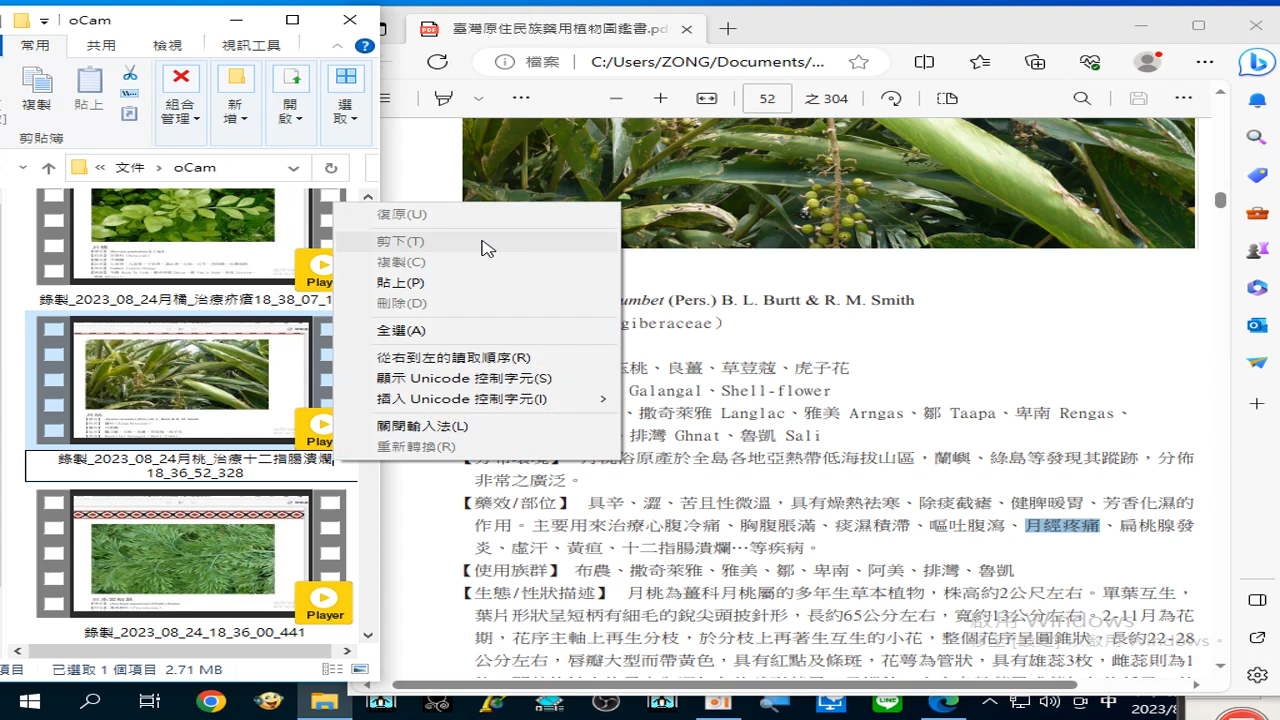 oCam
常用 共用 檢視 視訊工具
複製 貼上 組合管理 新增 開啟 選取
剪貼簿
« 文件 > oCam
Player
錄製_2023_08_24月橘_治療疥瘡18_38_07_1
Player
錄製_2023_08_24月桃_治療十二指腸潰爛
18_36_52_328
Player
錄製_2023_08_24_18_36_00_441
項目 已選取 1 個項目 2.71 MB
復原(U)
剪下(T)
複製(C)
貼上(P)
刪除(D)
全選(A)
從右到左的讀取順序(R)
顯示 Unicode 控制字元(S)
插入 Unicode 控制字元(I)
關閉輸入法(L)
重新轉換(R)
PDF 臺灣原住民族藥用植物圖鑑書.pd
檔案 C:/Users/ZONG/Documents/...
52 之 304
umbet (Pers.) B. L. Burtt & R. M. Smith
giberaceae）
玉桃、良薑、草荳蔻、虎子花
Galangal、Shell-flower
、撒奇萊雅 Langlac、雅美 Arngas、鄒 Taapa、卑南 Rengas、
、排灣 Ghnat、魯凱 Sali
【分布環境】 月桃俗原產於全島各地亞熱帶低海拔山區，蘭嶼、綠島等發現其蹤跡，分佈
非常之廣泛。
【藥效/部位】 具辛、澀、苦且性微溫，具有燥熱袪寒、除痰截瘧、健脾暖胃、芳香化濕的
作用。主要用來治療心腹冷痛、胸腹脹滿、痰濕積滯、嘔吐腹瀉、月經疼痛、扁桃腺發
炎、虛汗、黃疸、十二指腸潰爛…等疾病。
【使用族群】 布農、撒奇萊雅、雅美、鄒、卑南、阿美、排灣、魯凱
【生態/性狀描述】 月桃為薑科月桃屬的多年生草本植物，株高約2公尺左右。單葉互生，
葉片形狀呈短柄有細毛的銳尖頭披針形，長約65公分左右，寬約10公分左右。2-11月為花
期，花序主軸上再生分枝，於分枝上再著生互生的小花，整個花序呈圓錐狀，長約22-28
公分左右，唇瓣大型而帶黃色，具有紅點及條斑，花萼為管狀，具有雄蕊3枚，雌蕊則為1
啟用 Windows
LINE
中
2023/8